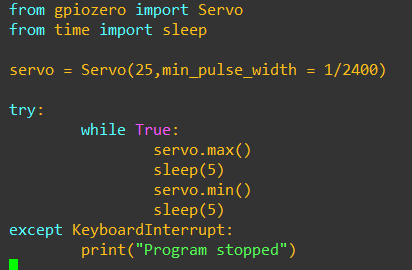 from gpiozero import Servo
from time import sleep

servo = Servo(25,min_pulse_width = 1/2400)

try:
        while True:
                servo.max()
                sleep(5)
                servo.min()
                sleep(5)
except KeyboardInterrupt:
        print("Program stopped")